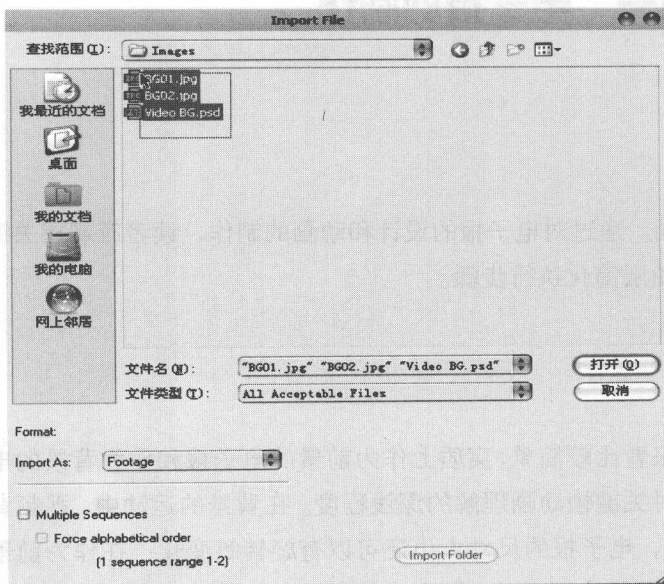 Import File
查找范围(I):
Images
BG01.jpg
BG02.jpg
Video BG.psd
我最近的文档
桌面
我的文档
我的电脑
网上邻居
文件名(N):
"BG01.jpg" "BG02.jpg" "Video BG.psd"
打开(O)
文件类型(T):
All Acceptable Files
取消
Format:
Import As:
Footage
Multiple Sequences
Force alphabetical order
(1 sequence range 1-2)
Import Folder